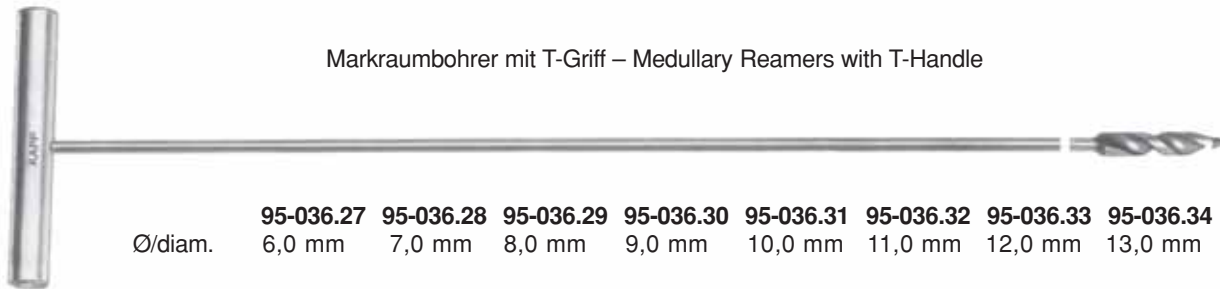 Markraumbohrer mit T-Griff – Medullary Reamers with T-Handle
KAPP
95-036.27 95-036.28 95-036.29 95-036.30 95-036.31 95-036.32 95-036.33 95-036.34
Ø/diam. 6,0 mm 7,0 mm 8,0 mm 9,0 mm 10,0 mm 11,0 mm 12,0 mm 13,0 mm